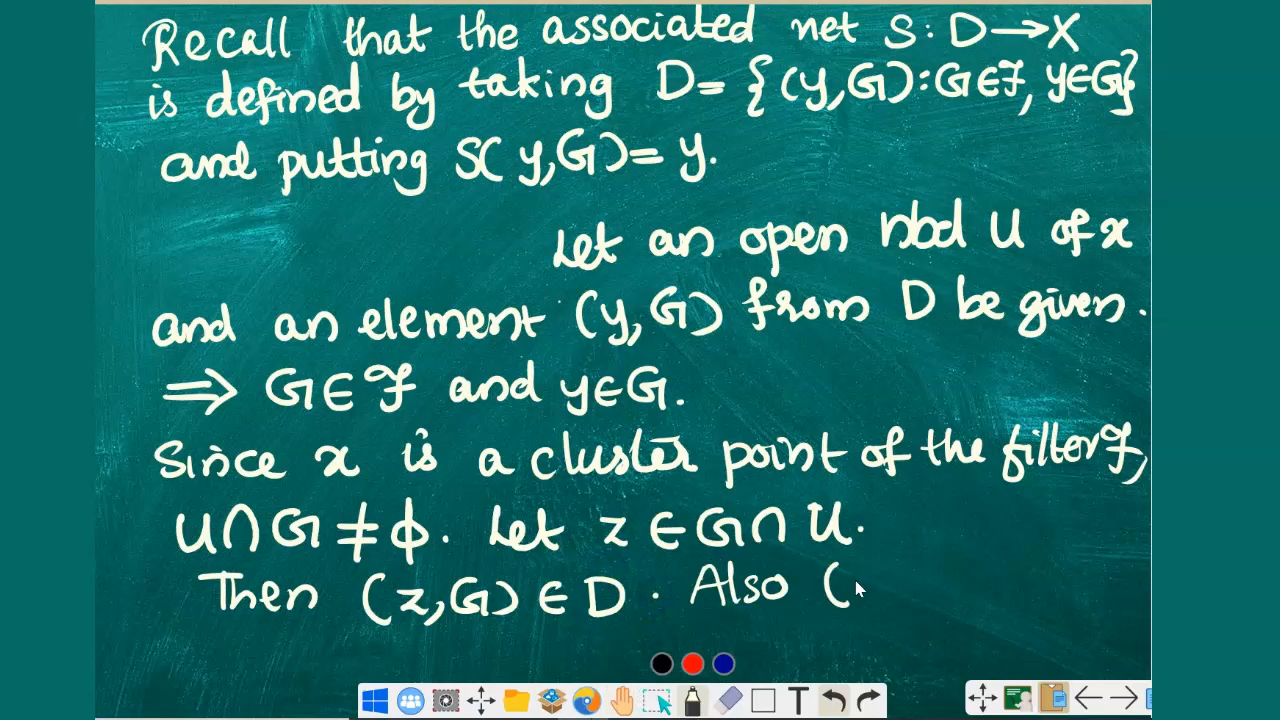 Recall that the associated net S : D → X
is defined by taking D = {(y, G) : G ∈ ℱ, y ∈ G}
and putting S(y, G) = y.
Let an open nbd U of x
and an element (y, G) from D be given.
⇒ G ∈ ℱ and y ∈ G.
Since x is a cluster point of the filter ℱ,
U ∩ G ≠ ϕ. Let z ∈ G ∩ U.
Then (z, G) ∈ D. Also (